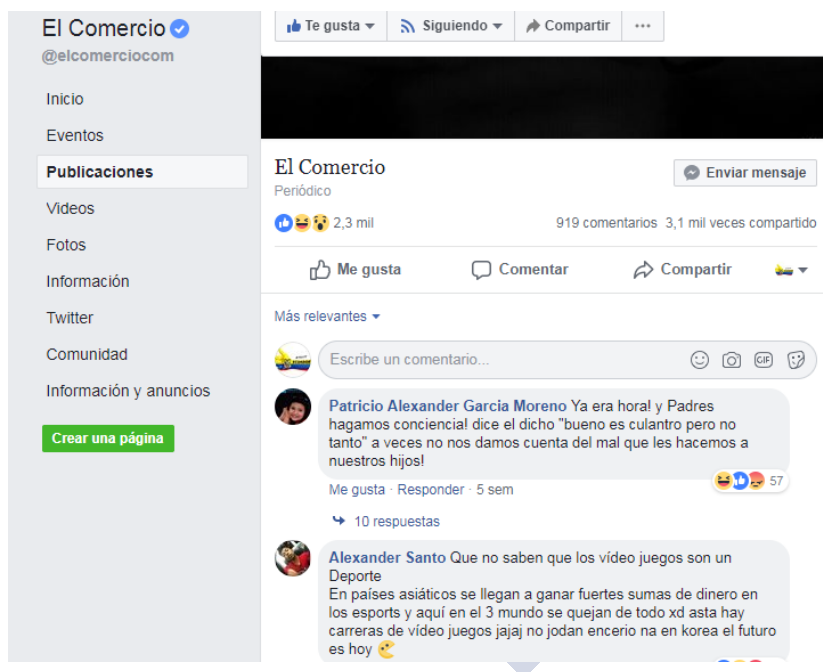 El Comercio
@elcomerciocom
Inicio
Eventos
Publicaciones
Videos
Fotos
Información
Twitter
Comunidad
Información y anuncios
Crear una página
Te gusta
Siguiendo
Compartir
El Comercio
Periódico
Enviar mensaje
2,3 mil
919 comentarios 3,1 mil veces compartido
Me gusta
Comentar
Compartir
Más relevantes
Escribe un comentario...
GIF
Patricio Alexander Garcia Moreno Ya era hora! y Padres
hagamos conciencia! dice el dicho "bueno es culantro pero no
tanto" a veces no nos damos cuenta del mal que les hacemos a
nuestros hijos!
57
Me gusta · Responder · 5 sem
10 respuestas
Alexander Santo Que no saben que los vídeo juegos son un
Deporte
En países asiáticos se llegan a ganar fuertes sumas de dinero en
los esports y aquí en el 3 mundo se quejan de todo xd asta hay
carreras de vídeo juegos jajaj no jodan encerio na en korea el futuro
es hoy